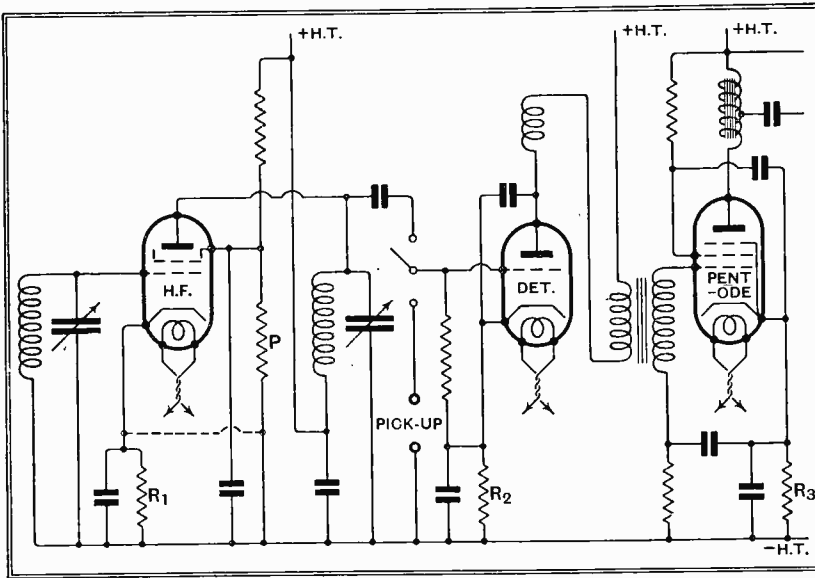 +H.T.
+H.T.
+H.T.
H.F.
DET.
PENT
-ODE
P
PICK-UP
R1
R2
R3
-H.T.